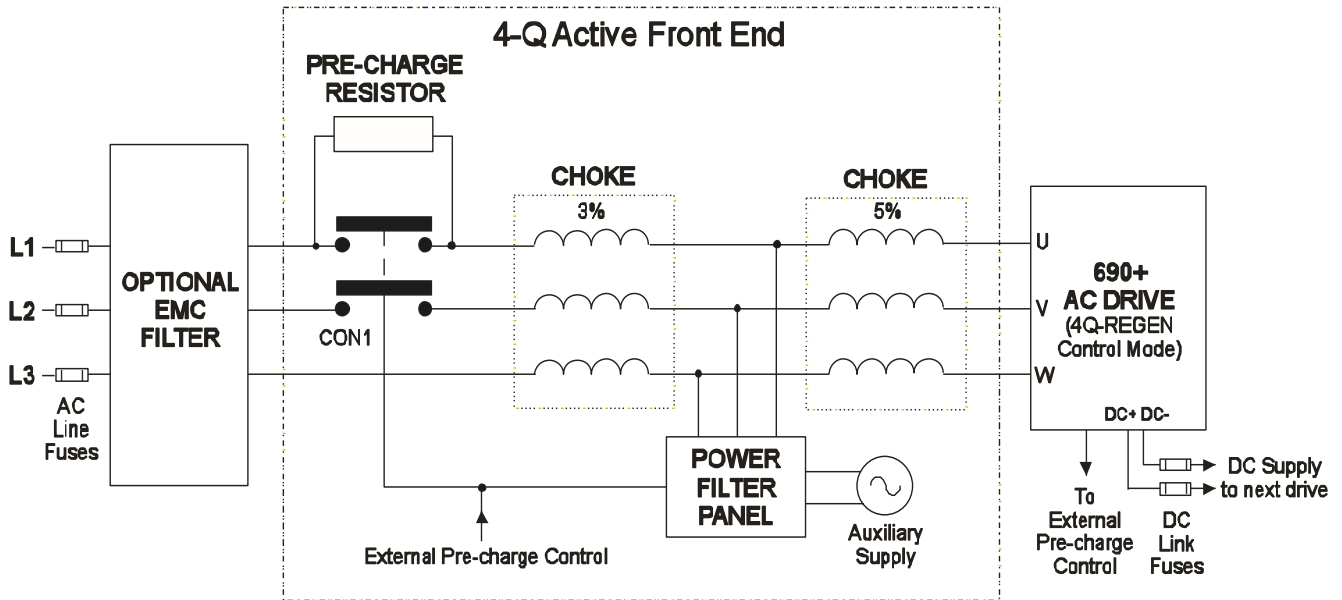 4-Q Active Front End
PRE-CHARGE
RESISTOR
CHOKE
3%
CHOKE
5%
L1
L2
L3
AC
Line
Fuses
OPTIONAL
EMC
FILTER
CON1
U
V
W
690+
AC DRIVE
(4Q-REGEN
Control Mode)
DC+ DC-
POWER
FILTER
PANEL
External Pre-charge Control
Auxiliary
Supply
To
External
Pre-charge
Control
DC
Link
Fuses
DC Supply
to next drive